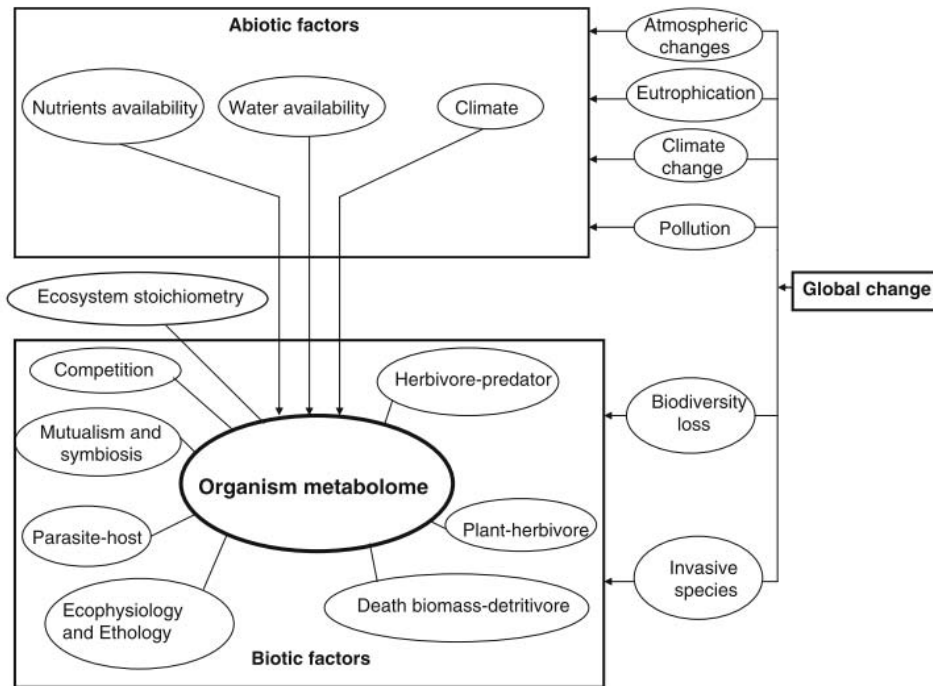 Abiotic factors
Nutrients availability
Water availability
Climate
Atmospheric
changes
Eutrophication
Climate
change
Pollution
Global change
Ecosystem stoichiometry
Competition
Mutualism and
symbiosis
Parasite-host
Ecophysiology
and Ethology
Organism metabolome
Herbivore-predator
Plant-herbivore
Death biomass-detritivore
Biotic factors
Biodiversity
loss
Invasive
species